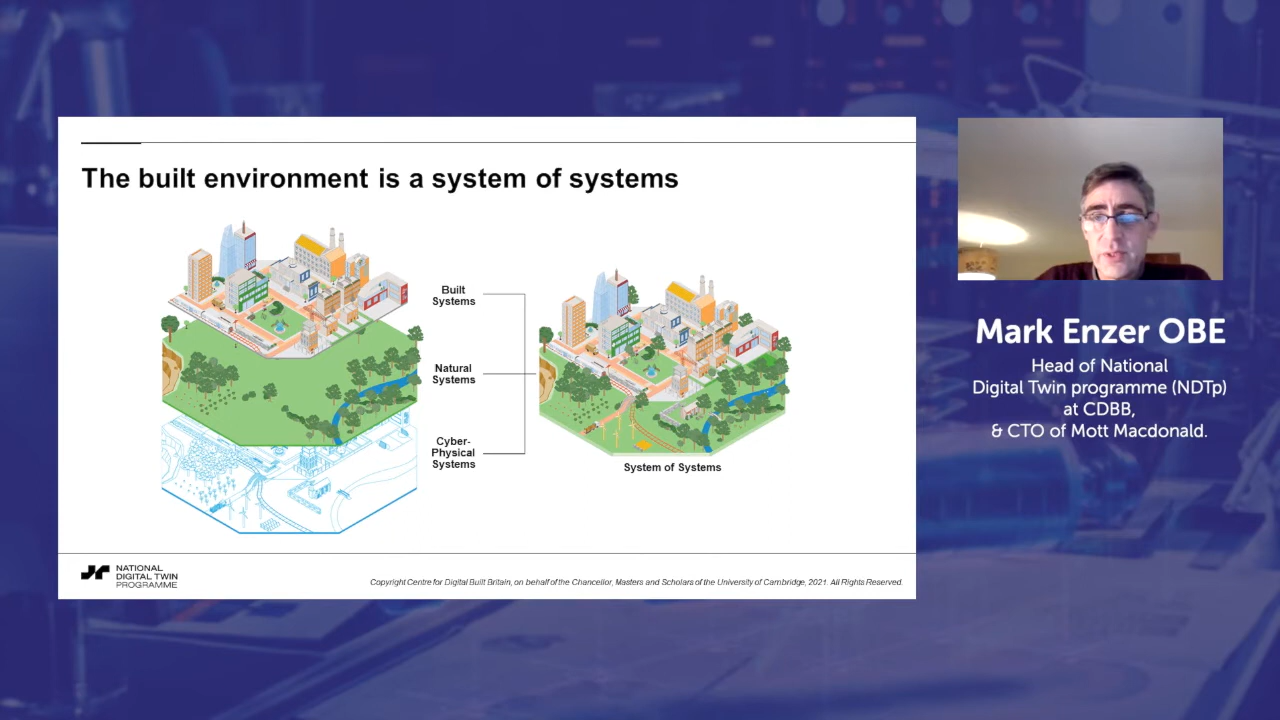 The built environment is a system of systems
Built
Systems
Natural
Systems
Cyber-
Physical
Systems
System of Systems
NATIONAL
DIGITAL TWIN
PROGRAMME
Copyright Centre for Digital Built Britain, on behalf of the Chancellor, Masters and Scholars of the University of Cambridge, 2021. All Rights Reserved.
Mark Enzer OBE
Head of National
Digital Twin programme (NDTp)
at CDBB,
& CTO of Mott Macdonald.